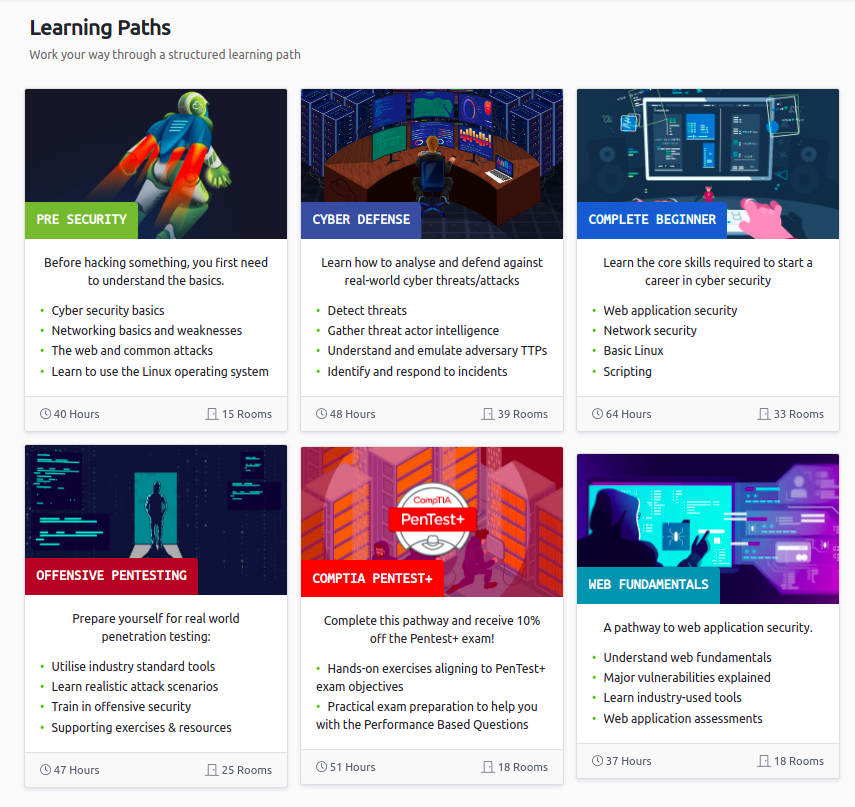 Learning Paths
Work your way through a structured learning path
PRE SECURITY
Before hacking something, you first need
to understand the basics.
• Cyber security basics
• Networking basics and weaknesses
• The web and common attacks
• Learn to use the Linux operating system
40 Hours
15 Rooms
CYBER DEFENSE
Learn how to analyse and defend against
real-world cyber threats/attacks
• Detect threats
• Gather threat actor intelligence
• Understand and emulate adversary TTPs
• Identify and respond to incidents
48 Hours
39 Rooms
COMPLETE BEGINNER
Learn the core skills required to start a
career in cyber security
• Web application security
• Network security
• Basic Linux
• Scripting
64 Hours
33 Rooms
OFFENSIVE PENTESTING
Prepare yourself for real world
penetration testing:
• Utilise industry standard tools
• Learn realistic attack scenarios
• Train in offensive security
• Supporting exercises & resources
47 Hours
25 Rooms
CompTIA
PenTest+
COMPTIA PENTEST+
Complete this pathway and receive 10%
off the Pentest+ exam!
• Hands-on exercises aligning to PenTest+
exam objectives
• Practical exam preparation to help you
with the Performance Based Questions
51 Hours
18 Rooms
WEB FUNDAMENTALS
A pathway to web application security.
• Understand web fundamentals
• Major vulnerabilities explained
• Learn industry-used tools
• Web application assessments
37 Hours
18 Rooms